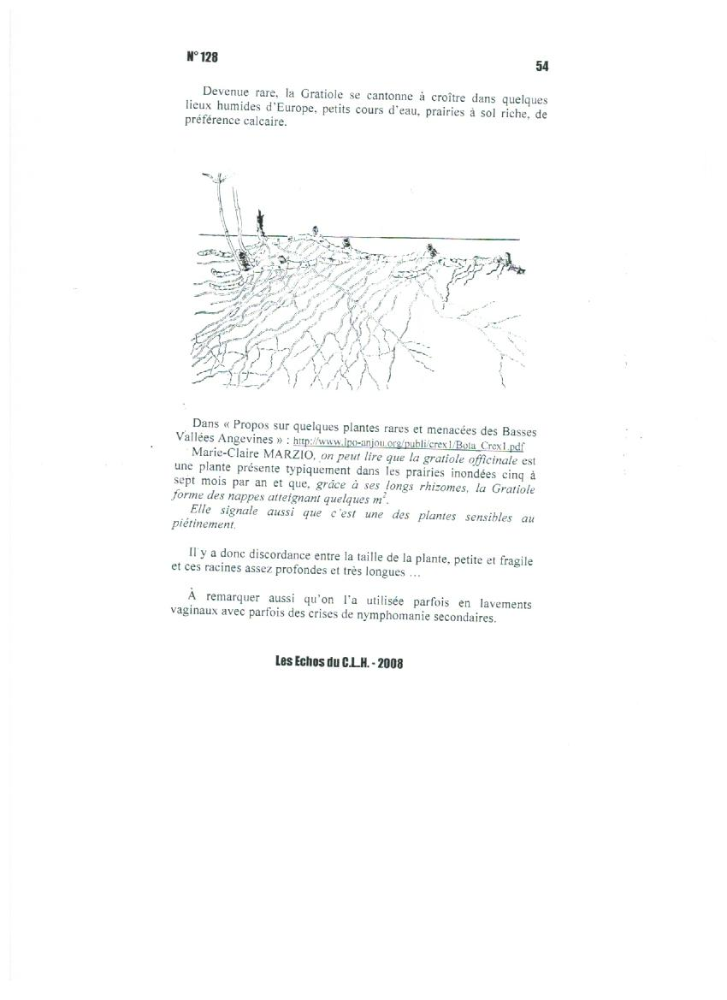 N° 128
54
Devenue rare, la Gratiole se cantonne à croître dans quelques
lieux humides d'Europe, petits cours d'eau, prairies à sol riche, de
préférence calcaire.
Dans « Propos sur quelques plantes rares et menacées des Basses
Vallées Angevines » : http://www.lpo-anjou.org/publi/crex1/Bota_Crex1.pdf
Marie-Claire MARZIO, on peut lire que la gratiole officinale est
une plante présente typiquement dans les prairies inondées cinq à
sept mois par an et que, grâce à ses longs rhizomes, la Gratiole
forme des nappes atteignant quelques m².
Elle signale aussi que c'est une des plantes sensibles au
piétinement.
Il y a donc discordance entre la taille de la plante, petite et fragile
et ces racines assez profondes et très longues ...
À remarquer aussi qu'on l'a utilisée parfois en lavements
vaginaux avec parfois des crises de nymphomanie secondaires.
Les Echos du C.L.H. - 2008